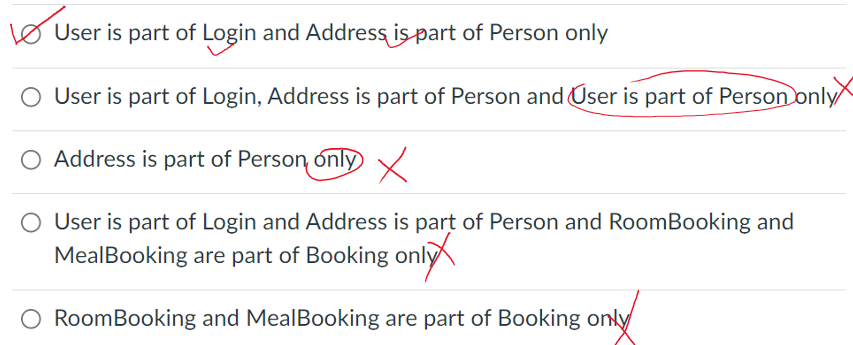 User is part of Login and Address is part of Person only
User is part of Login, Address is part of Person and User is part of Person only
Address is part of Person only
User is part of Login and Address is part of Person and RoomBooking and
MealBooking are part of Booking only
RoomBooking and MealBooking are part of Booking only